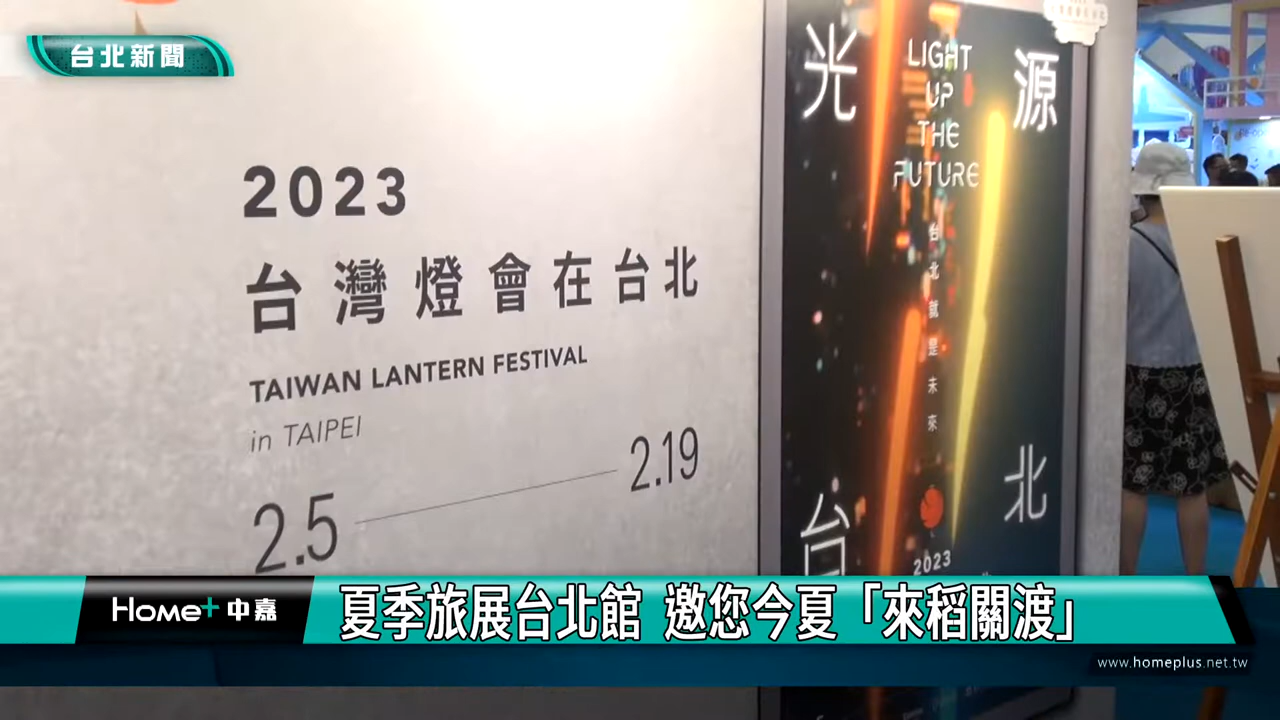 台北新聞
2023
台灣燈會在台北
TAIWAN LANTERN FESTIVAL
in TAIPEI
2.5
2.19
光源
LIGHT
UP
THE
FUTURE
台北就是未來
台北
2023
Home+中嘉
夏季旅展台北館 邀您今夏「來稻關渡」
www.homeplus.net.tw